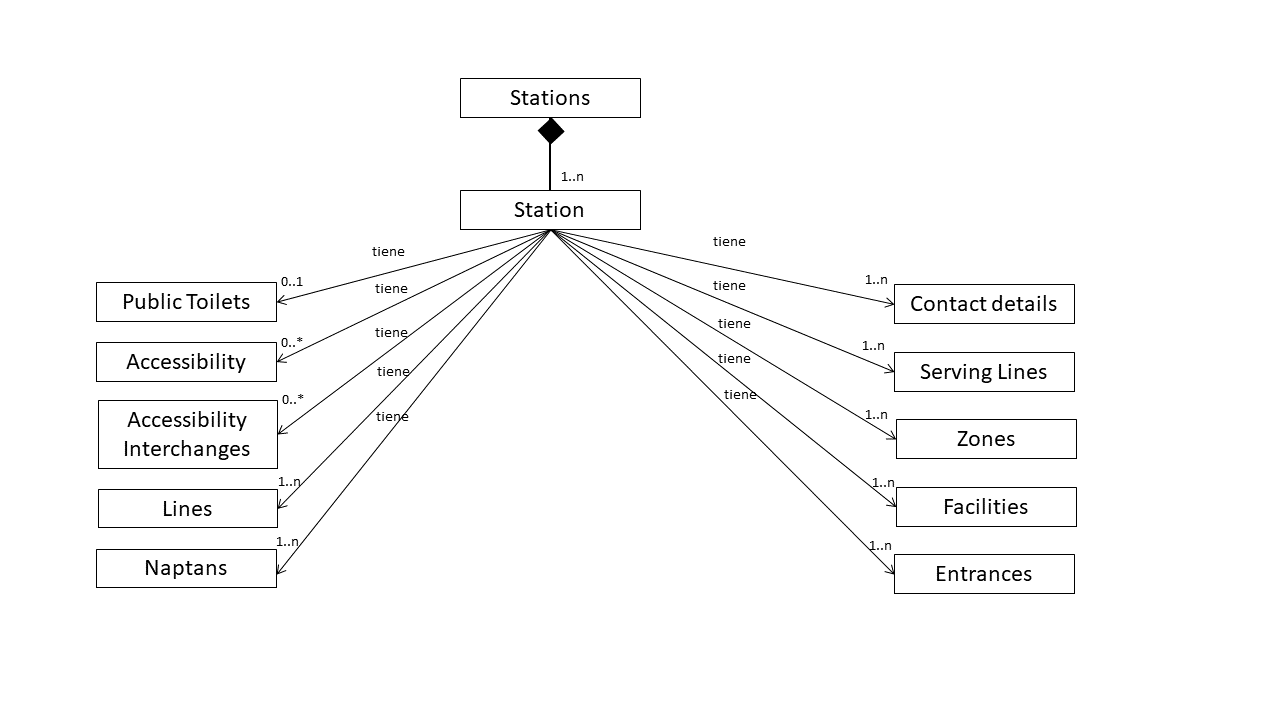 Stations
1..n
Station
tiene
tiene
0..1
Public Toilets
tiene
tiene
1..n
Contact details
tiene
tiene
0..*
Accessibility
tiene
1..n
Serving Lines
tiene
tiene
0..*
Accessibility
Interchanges
tiene
1..n
Zones
1..n
Lines
1..n
Facilities
1..n
Naptans
1..n
Entrances